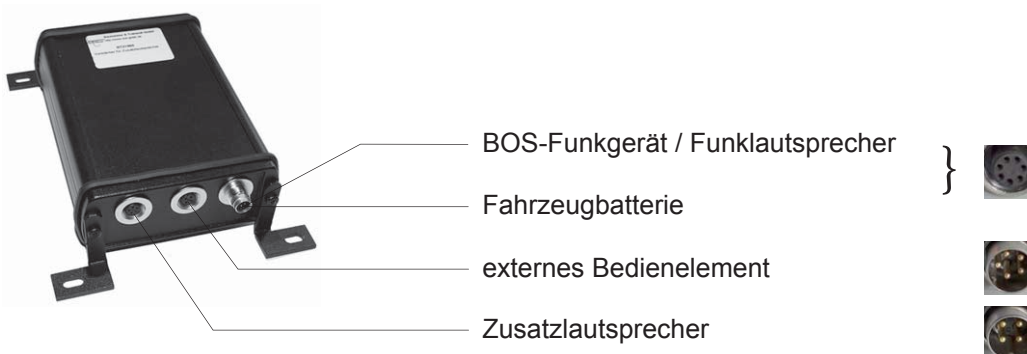 BOS-Funkgerät / Funklautsprecher
Fahrzeugbatterie
externes Bedienelement
Zusatzlautsprecher